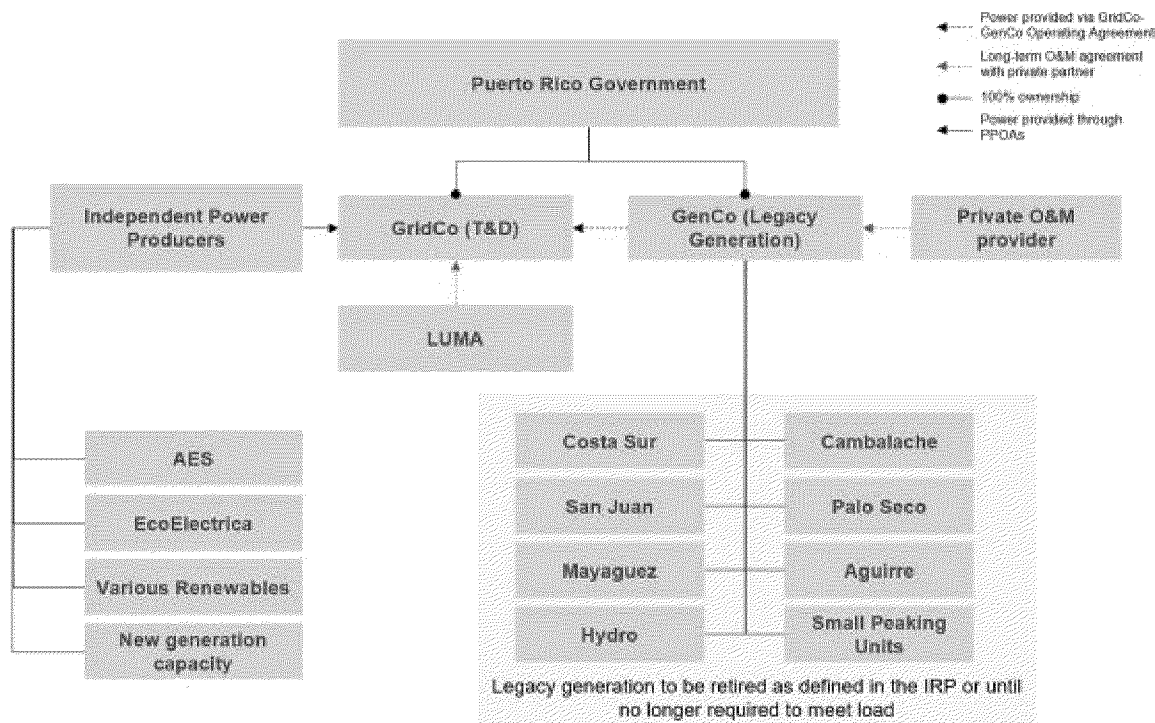 Power provided via GridCo-
GenCo Operating Agreement
Long-term O&M agreement
with private partner
100% ownership
Power provided through
PPOAs
Puerto Rico Government
Independent Power
Producers
GridCo (T&D)
GenCo (Legacy
Generation)
Private O&M
provider
LUMA
AES
EcoElectrica
Various Renewables
New generation
capacity
Costa Sur
Cambalache
San Juan
Palo Seco
Mayaguez
Aguirre
Hydro
Small Peaking
Units
Legacy generation to be retired as defined in the IRP or until
no longer required to meet load